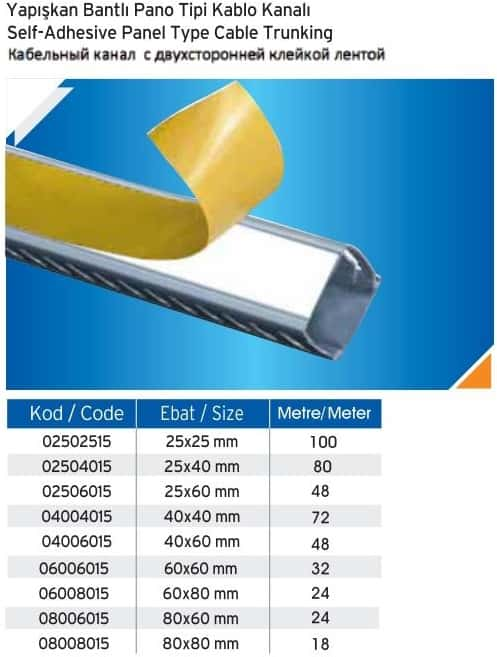 Yapışkan Bantlı Pano Tipi Kablo Kanalı
Self-Adhesive Panel Type Cable Trunking
Кабельный канал с двухсторонней клейкой лентой
Kod / Code Ebat / Size Metre/Meter
02502515 25x25 mm 100
02504015 25x40 mm 80
02506015 25x60 mm 48
04004015 40x40 mm 72
04006015 40x60 mm 48
06006015 60x60 mm 32
06008015 60x80 mm 24
08006015 80x60 mm 24
08008015 80x80 mm 18